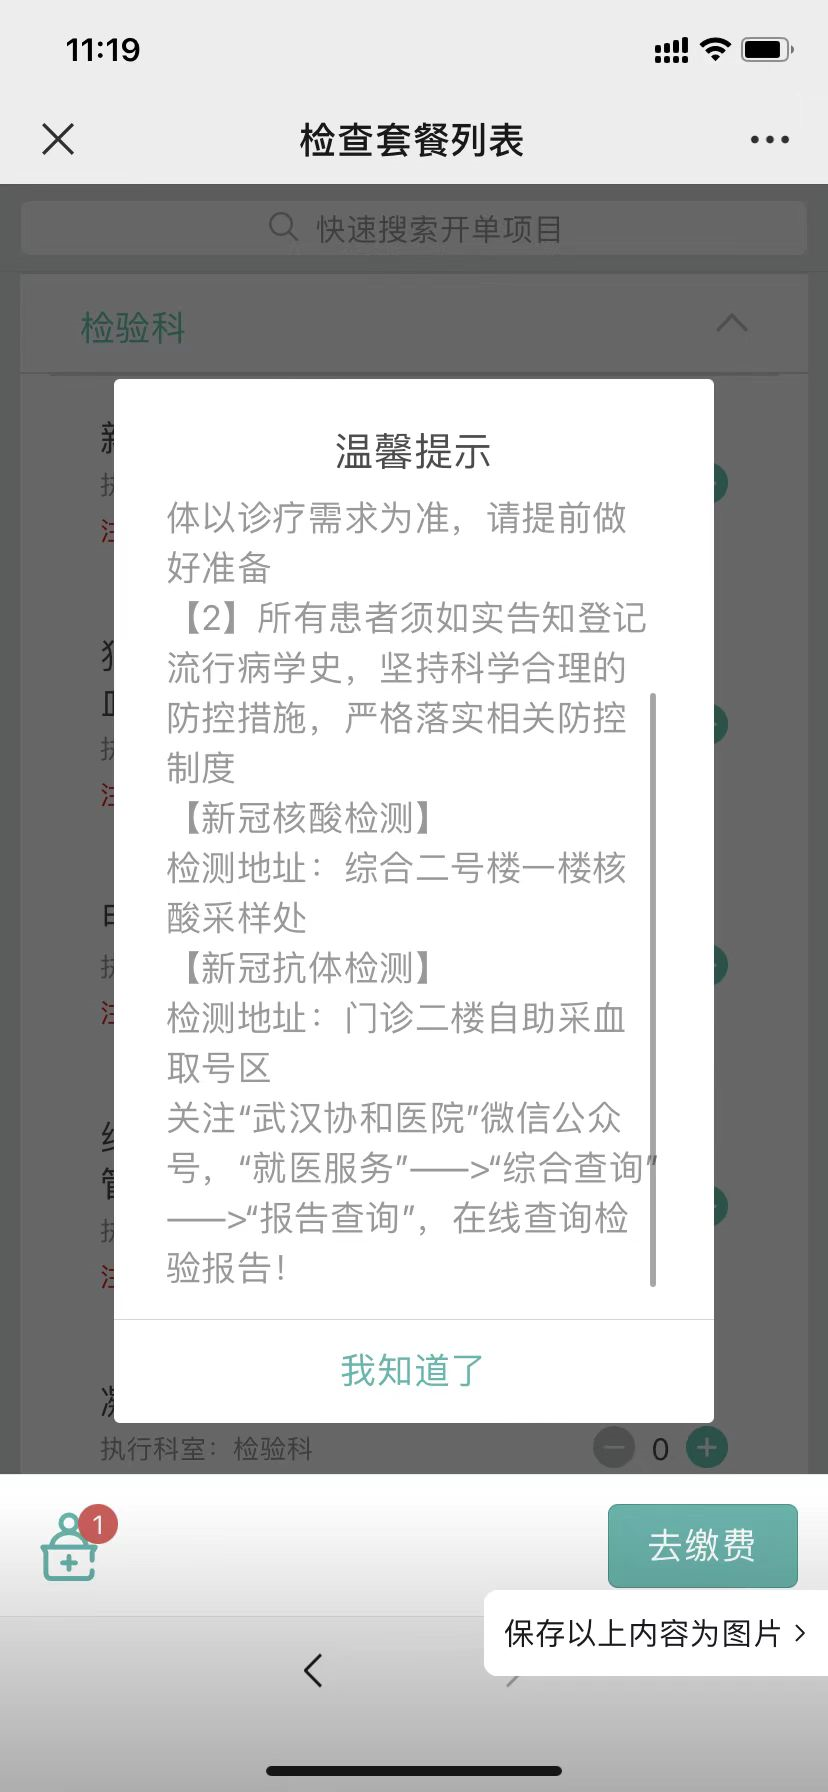 11:19
检查套餐列表
快速搜索开单项目
检验科
温馨提示
体以诊疗需求为准，请提前做
好准备
【2】所有患者须如实告知登记
流行病学史，坚持科学合理的
防控措施，严格落实相关防控
制度
【新冠核酸检测】
检测地址：综合二号楼一楼核
酸采样处
【新冠抗体检测】
检测地址：门诊二楼自助采血
取号区
关注“武汉协和医院”微信公众
号，“就医服务”——>“综合查询”
——>“报告查询”，在线查询检
验报告！
我知道了
执行科室：检验科
0
1
去缴费
保存以上内容为图片